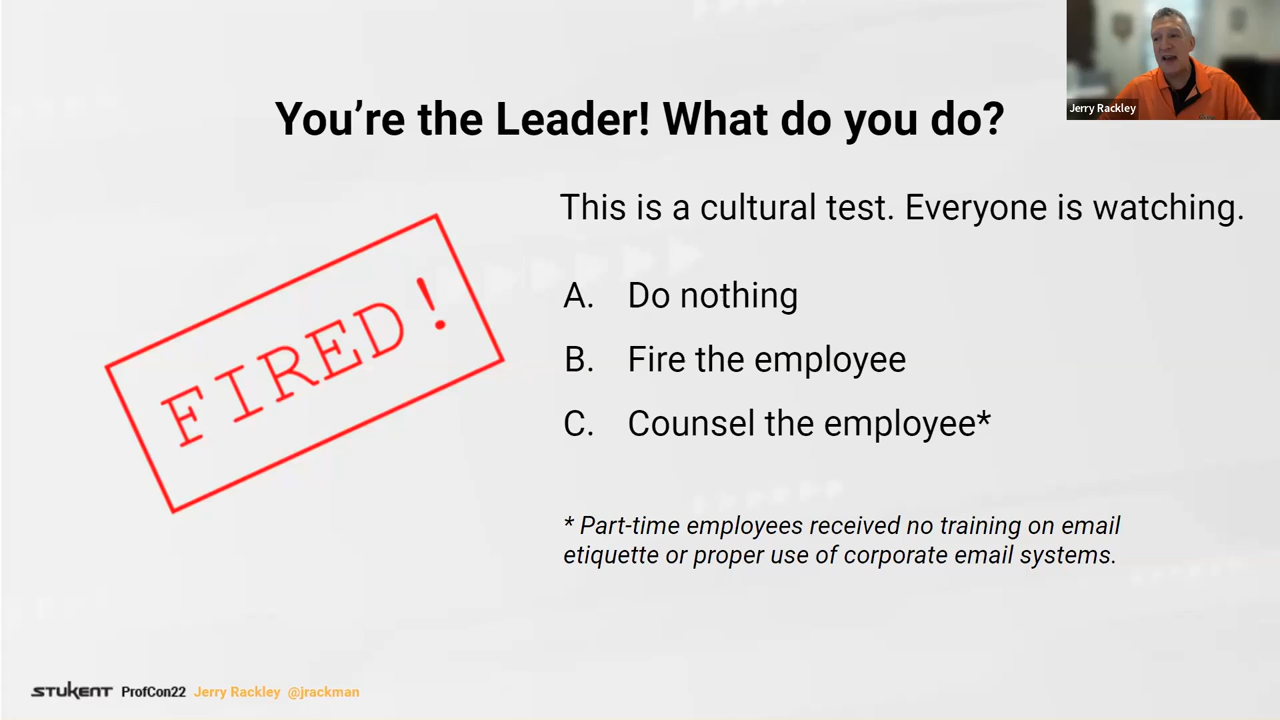 Jerry Rackley
You’re the Leader! What do you do?
This is a cultural test. Everyone is watching.
FIRED!
A. Do nothing
B. Fire the employee
C. Counsel the employee*
* Part-time employees received no training on email
etiquette or proper use of corporate email systems.
STUKENT ProfCon22 Jerry Rackley @jrackman